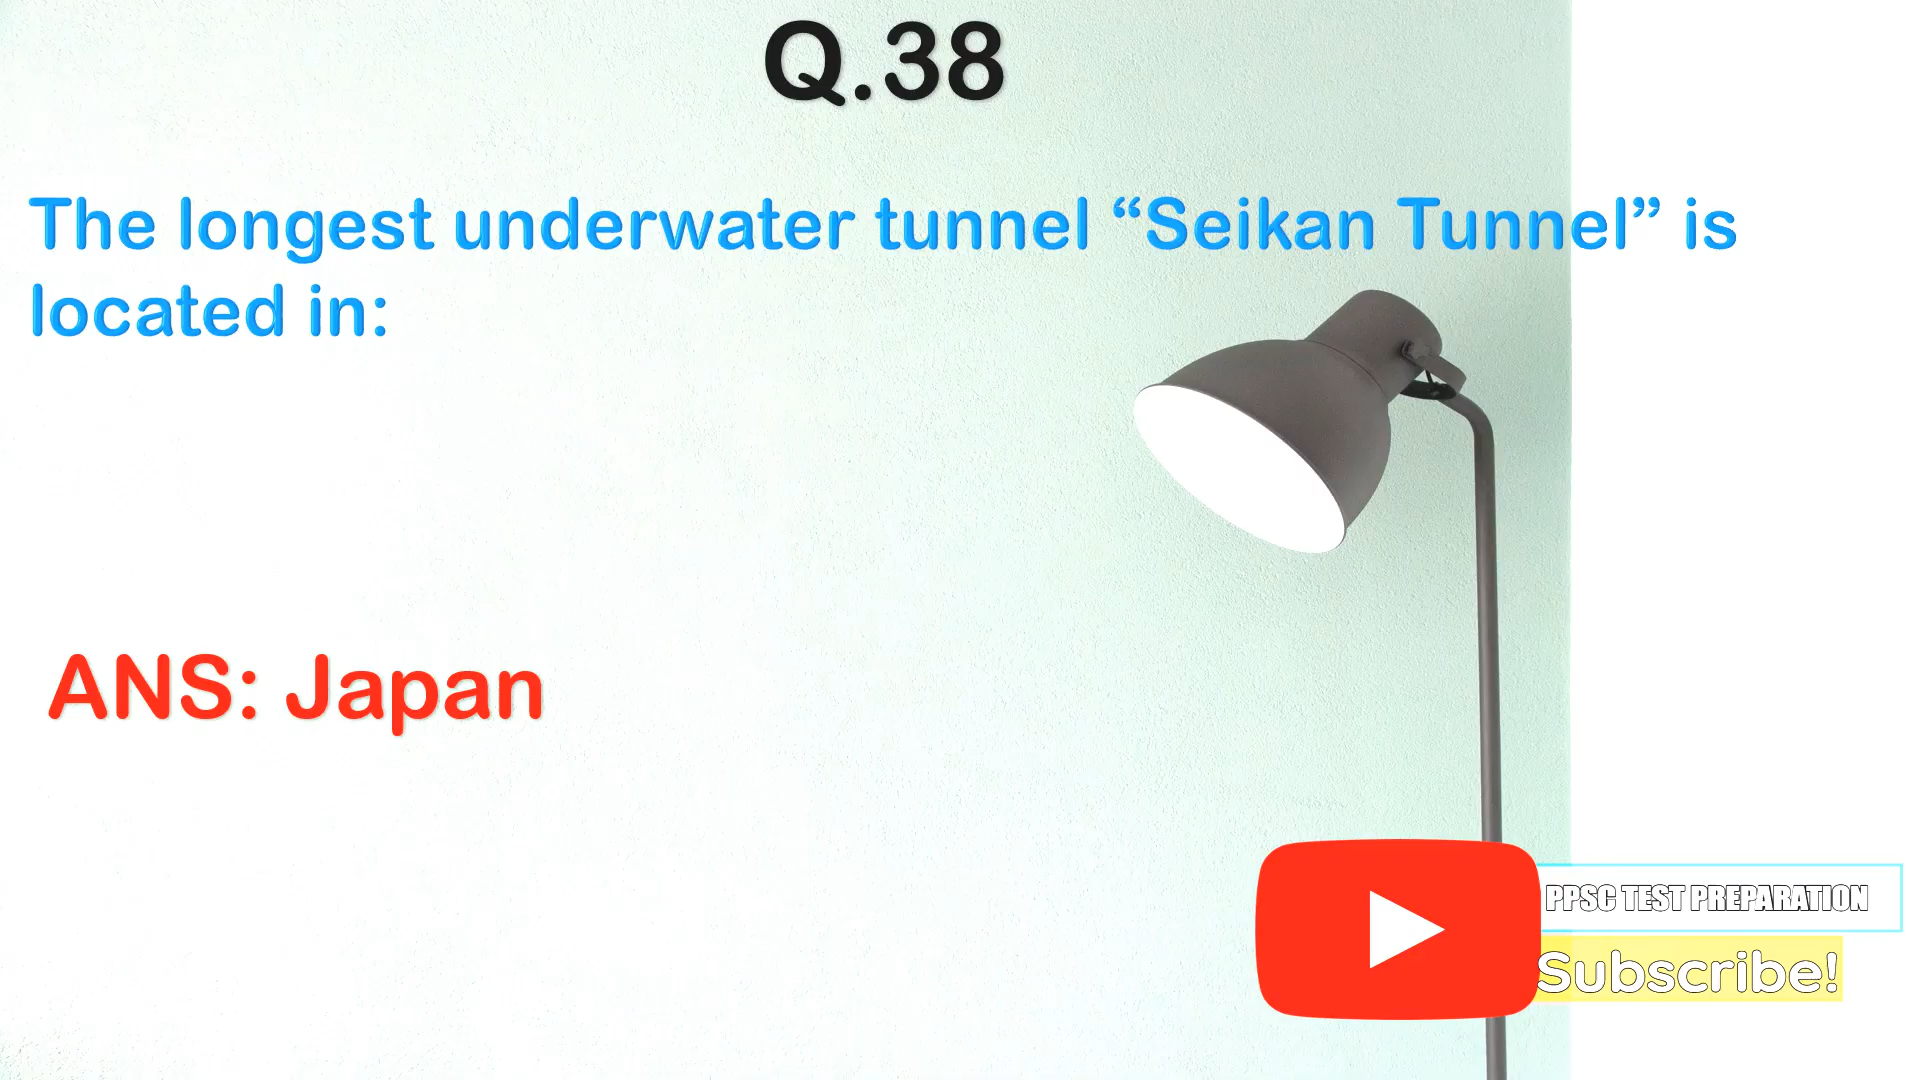 Q.38
The longest underwater tunnel “Seikan Tunnel” is
located in:
ANS: Japan
PPSC TEST PREPARATION
Subscribe!